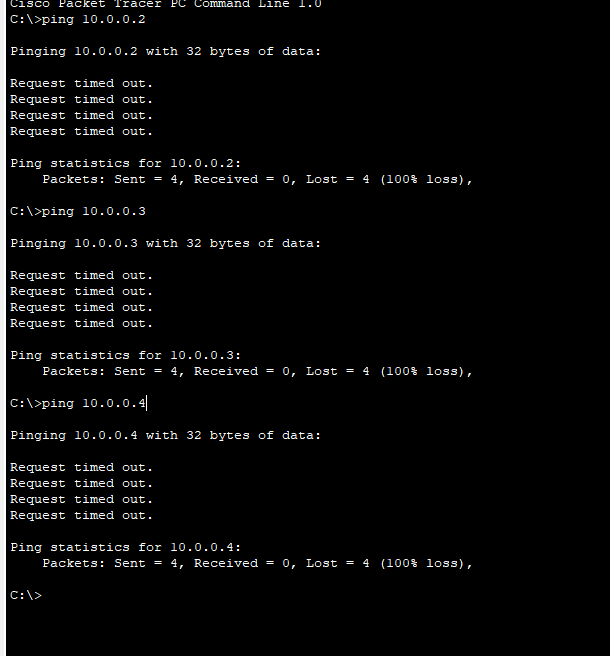 Cisco Packet Tracer PC Command Line 1.0
C:\>ping 10.0.0.2
Pinging 10.0.0.2 with 32 bytes of data:
Request timed out.
Request timed out.
Request timed out.
Request timed out.
Ping statistics for 10.0.0.2:
Packets: Sent = 4, Received = 0, Lost = 4 (100% loss),
C:\>ping 10.0.0.3
Pinging 10.0.0.3 with 32 bytes of data:
Request timed out.
Request timed out.
Request timed out.
Request timed out.
Ping statistics for 10.0.0.3:
Packets: Sent = 4, Received = 0, Lost = 4 (100% loss),
C:\>ping 10.0.0.4
Pinging 10.0.0.4 with 32 bytes of data:
Request timed out.
Request timed out.
Request timed out.
Request timed out.
Ping statistics for 10.0.0.4:
Packets: Sent = 4, Received = 0, Lost = 4 (100% loss),
C:\>